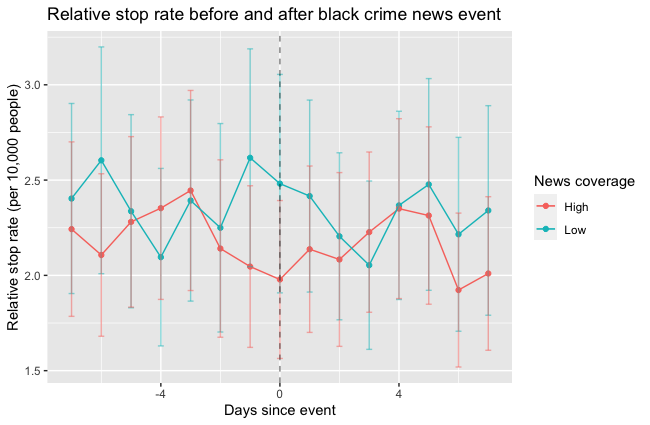 Relative stop rate before and after black crime news event
Relative stop rate (per 10,000 people)
3.0
2.5
2.0
1.5
-4
0
4
Days since event
News coverage
High
Low